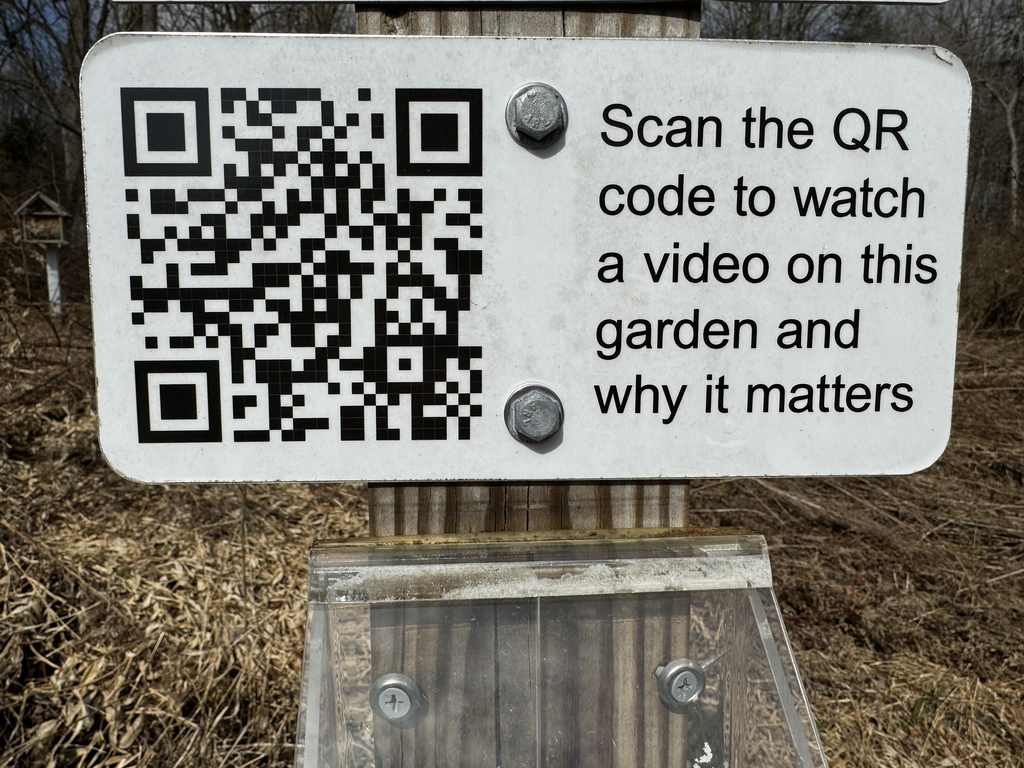 Scan the QR
code to watch
a video on this
garden and
why it matters